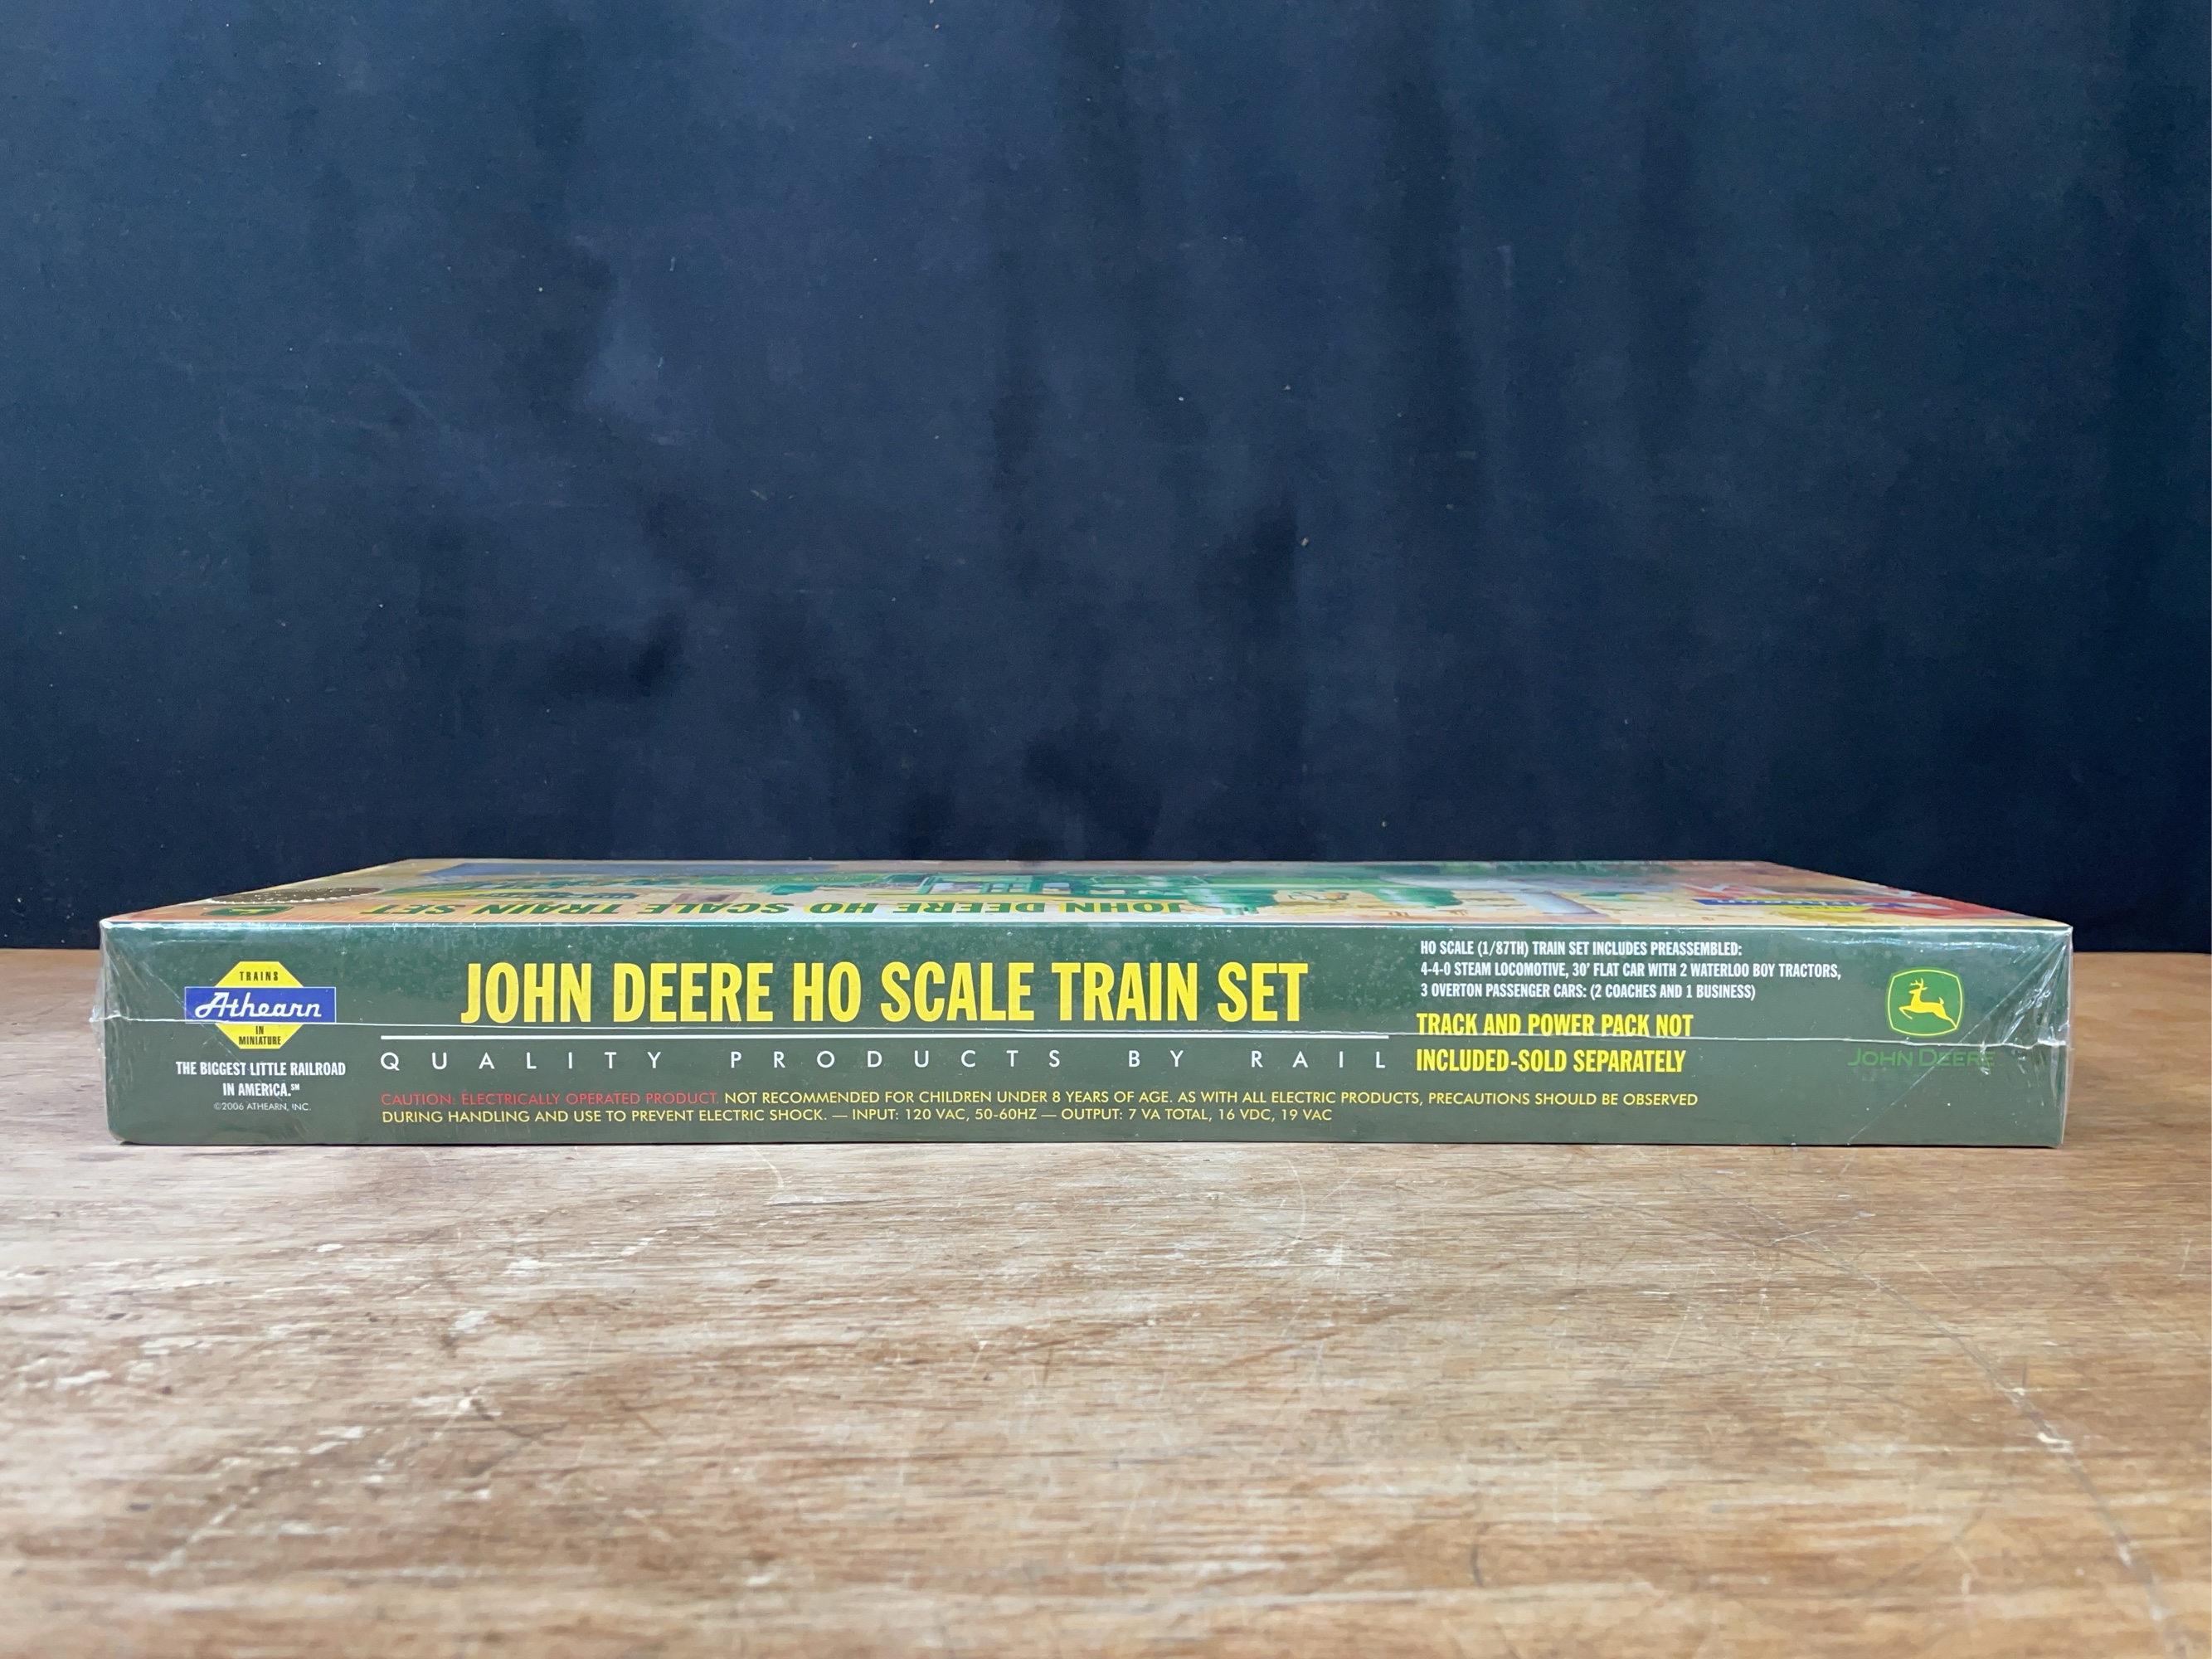 JOHN DEERE HO SCALE TRAIN SET
TRAINS
Athearn
IN
MINIATURE
THE BIGGEST LITTLE RAILROAD
IN AMERICA.℠
©2006 ATHEARN, INC.
JOHN DEERE HO SCALE TRAIN SET
QUALITY PRODUCTS BY RAIL
CAUTION: ELECTRICALLY OPERATED PRODUCT. NOT RECOMMENDED FOR CHILDREN UNDER 8 YEARS OF AGE. AS WITH ALL ELECTRIC PRODUCTS, PRECAUTIONS SHOULD BE OBSERVED
DURING HANDLING AND USE TO PREVENT ELECTRIC SHOCK. — INPUT: 120 VAC, 50-60HZ — OUTPUT: 7 VA TOTAL, 16 VDC, 19 VAC
HO SCALE (1/87TH) TRAIN SET INCLUDES PREASSEMBLED:
4-4-0 STEAM LOCOMOTIVE, 30' FLAT CAR WITH 2 WATERLOO BOY TRACTORS,
3 OVERTON PASSENGER CARS: (2 COACHES AND 1 BUSINESS)
TRACK AND POWER PACK NOT
INCLUDED-SOLD SEPARATELY
JOHN DEERE